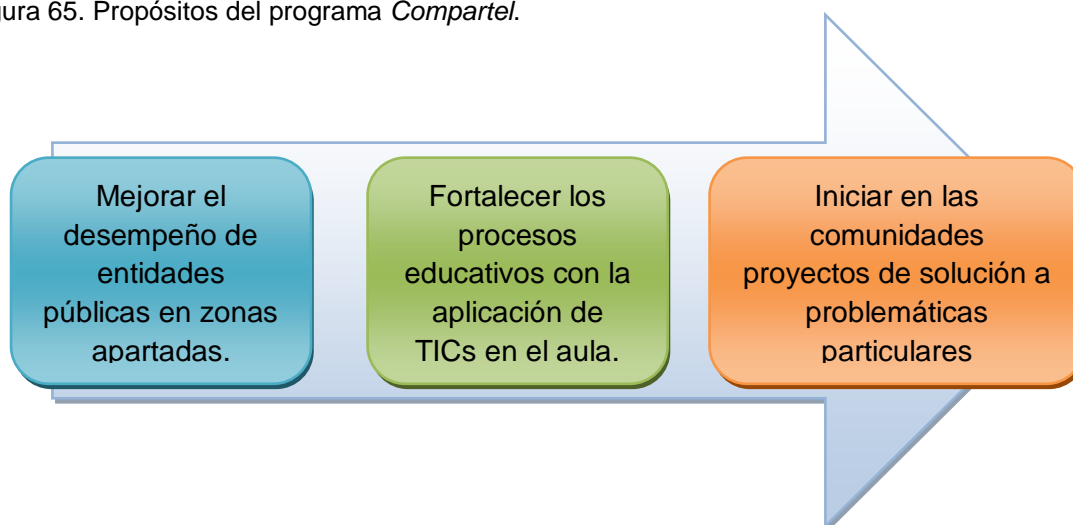 gura 65. Propósitos del programa Compartel.
Mejorar el
desempeño de
entidades
públicas en zonas
apartadas.
Fortalecer los
procesos
educativos con la
aplicación de
TICs en el aula.
Iniciar en las
comunidades
proyectos de solución a
problemáticas
particulares